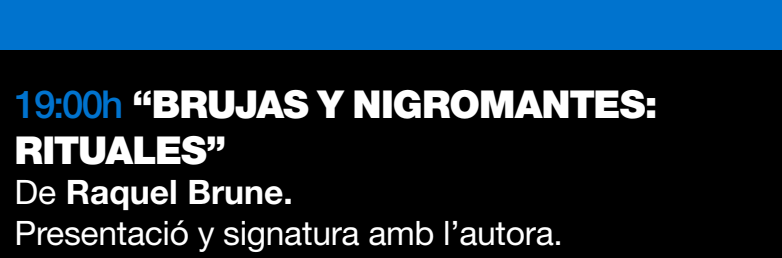 19:00h “BRUJAS Y NIGROMANTES:
RITUALES”
De Raquel Brune.
Presentació y signatura amb l’autora.